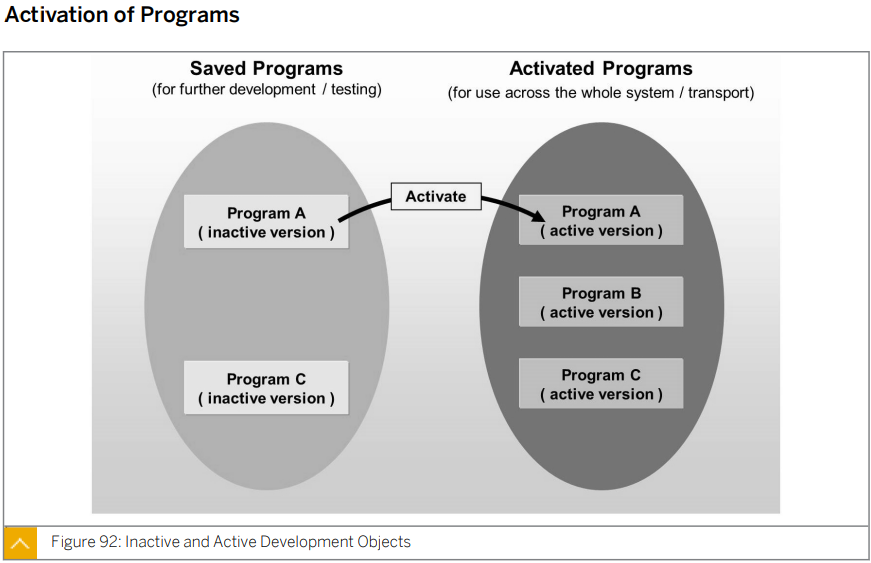 Activation of Programs
Saved Programs
(for further development / testing)
Activated Programs
(for use across the whole system / transport)
Activate
Program A
( inactive version )
Program A
( active version )
Program B
( active version )
Program C
( inactive version )
Program C
( active version )
Figure 92: Inactive and Active Development Objects